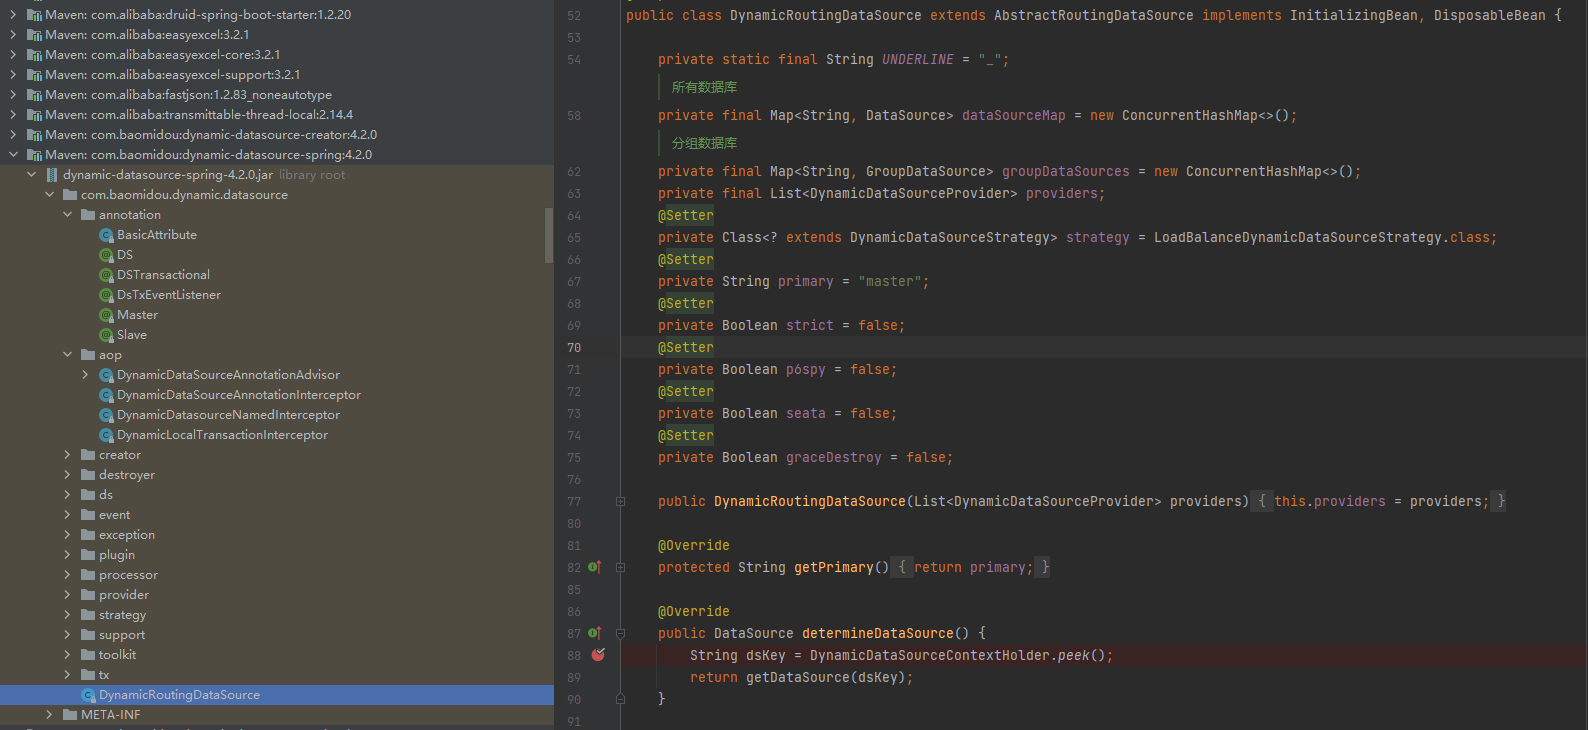 Maven: com.alibaba:druid-spring-boot-starter:1.2.20
Maven: com.alibaba:easyexcel:3.2.1
Maven: com.alibaba:easyexcel-core:3.2.1
Maven: com.alibaba:easyexcel-support:3.2.1
Maven: com.alibaba:fastjson:1.2.83_noneautotype
Maven: com.alibaba:transmittable-thread-local:2.14.4
Maven: com.baomidou:dynamic-datasource-creator:4.2.0
Maven: com.baomidou:dynamic-datasource-spring:4.2.0
dynamic-datasource-spring-4.2.0.jar library root
com.baomidou.dynamic.datasource
annotation
BasicAttribute
DS
DSTransactional
DsTxEventListener
Master
Slave
aop
DynamicDataSourceAnnotationAdvisor
DynamicDataSourceAnnotationInterceptor
DynamicDatasourceNamedInterceptor
DynamicLocalTransactionInterceptor
creator
destroyer
ds
event
exception
plugin
processor
provider
strategy
support
toolkit
tx
DynamicRoutingDataSource
META-INF
52 public class DynamicRoutingDataSource extends AbstractRoutingDataSource implements InitializingBean, DisposableBean {
53
54 private static final String UNDERLINE = "_";
所有数据库
58 private final Map<String, DataSource> dataSourceMap = new ConcurrentHashMap<>();
分组数据库
62 private final Map<String, GroupDataSource> groupDataSources = new ConcurrentHashMap<>();
63 private final List<DynamicDataSourceProvider> providers;
64 @Setter
65 private Class<? extends DynamicDataSourceStrategy> strategy = LoadBalanceDynamicDataSourceStrategy.class;
66 @Setter
67 private String primary = "master";
68 @Setter
69 private Boolean strict = false;
70 @Setter
71 private Boolean p6spy = false;
72 @Setter
73 private Boolean seata = false;
74 @Setter
75 private Boolean graceDestroy = false;
76
77 public DynamicRoutingDataSource(List<DynamicDataSourceProvider> providers) { this.providers = providers; }
80
81 @Override
82 protected String getPrimary() { return primary; }
85
86 @Override
87 public DataSource determineDataSource() {
88 String dsKey = DynamicDataSourceContextHolder.peek();
89 return getDataSource(dsKey);
90 }
91